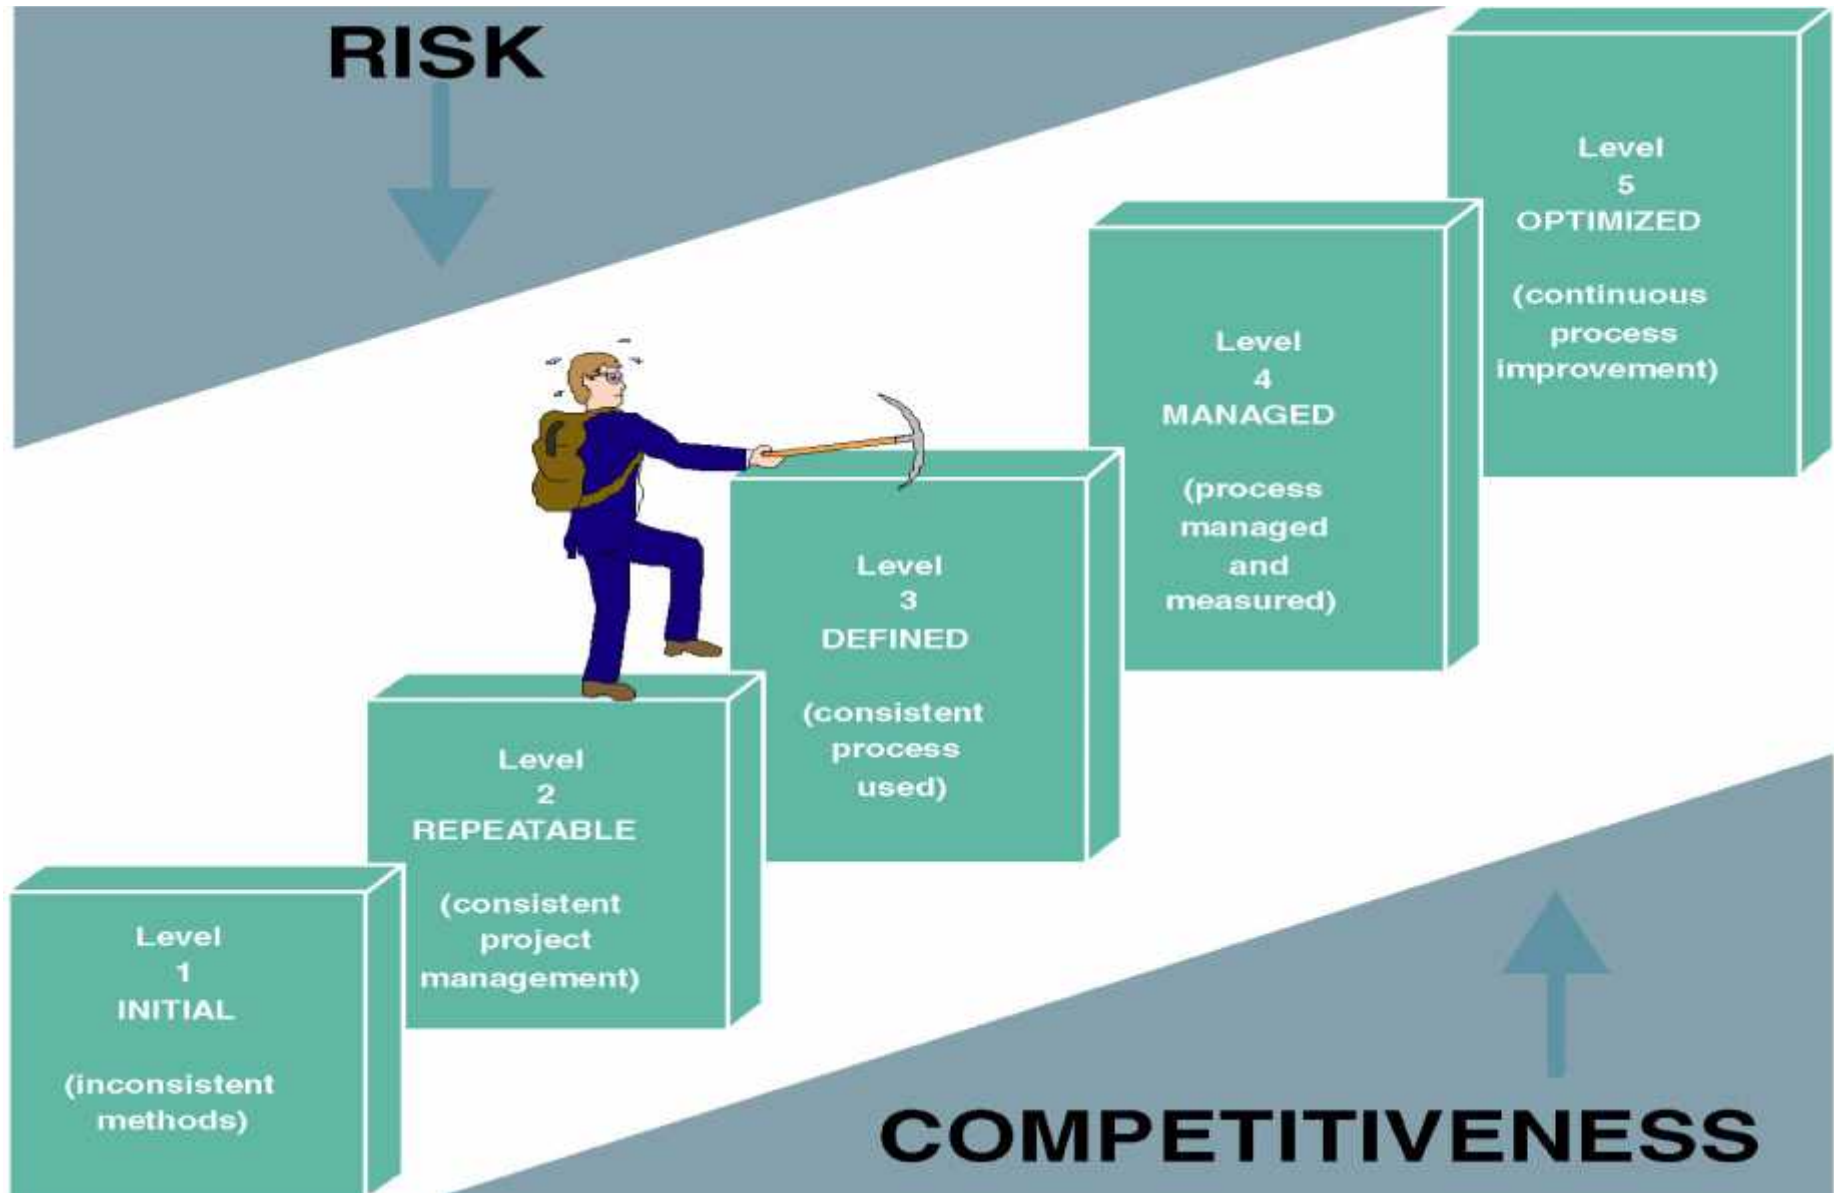 RISK
Level
1
INITIAL
(inconsistent
methods)
Level
2
REPEATABLE
(consistent
project
management)
Level
3
DEFINED
(consistent
process
used)
Level
4
MANAGED
(process
managed
and
measured)
Level
5
OPTIMIZED
(continuous
process
improvement)
COMPETITIVENESS